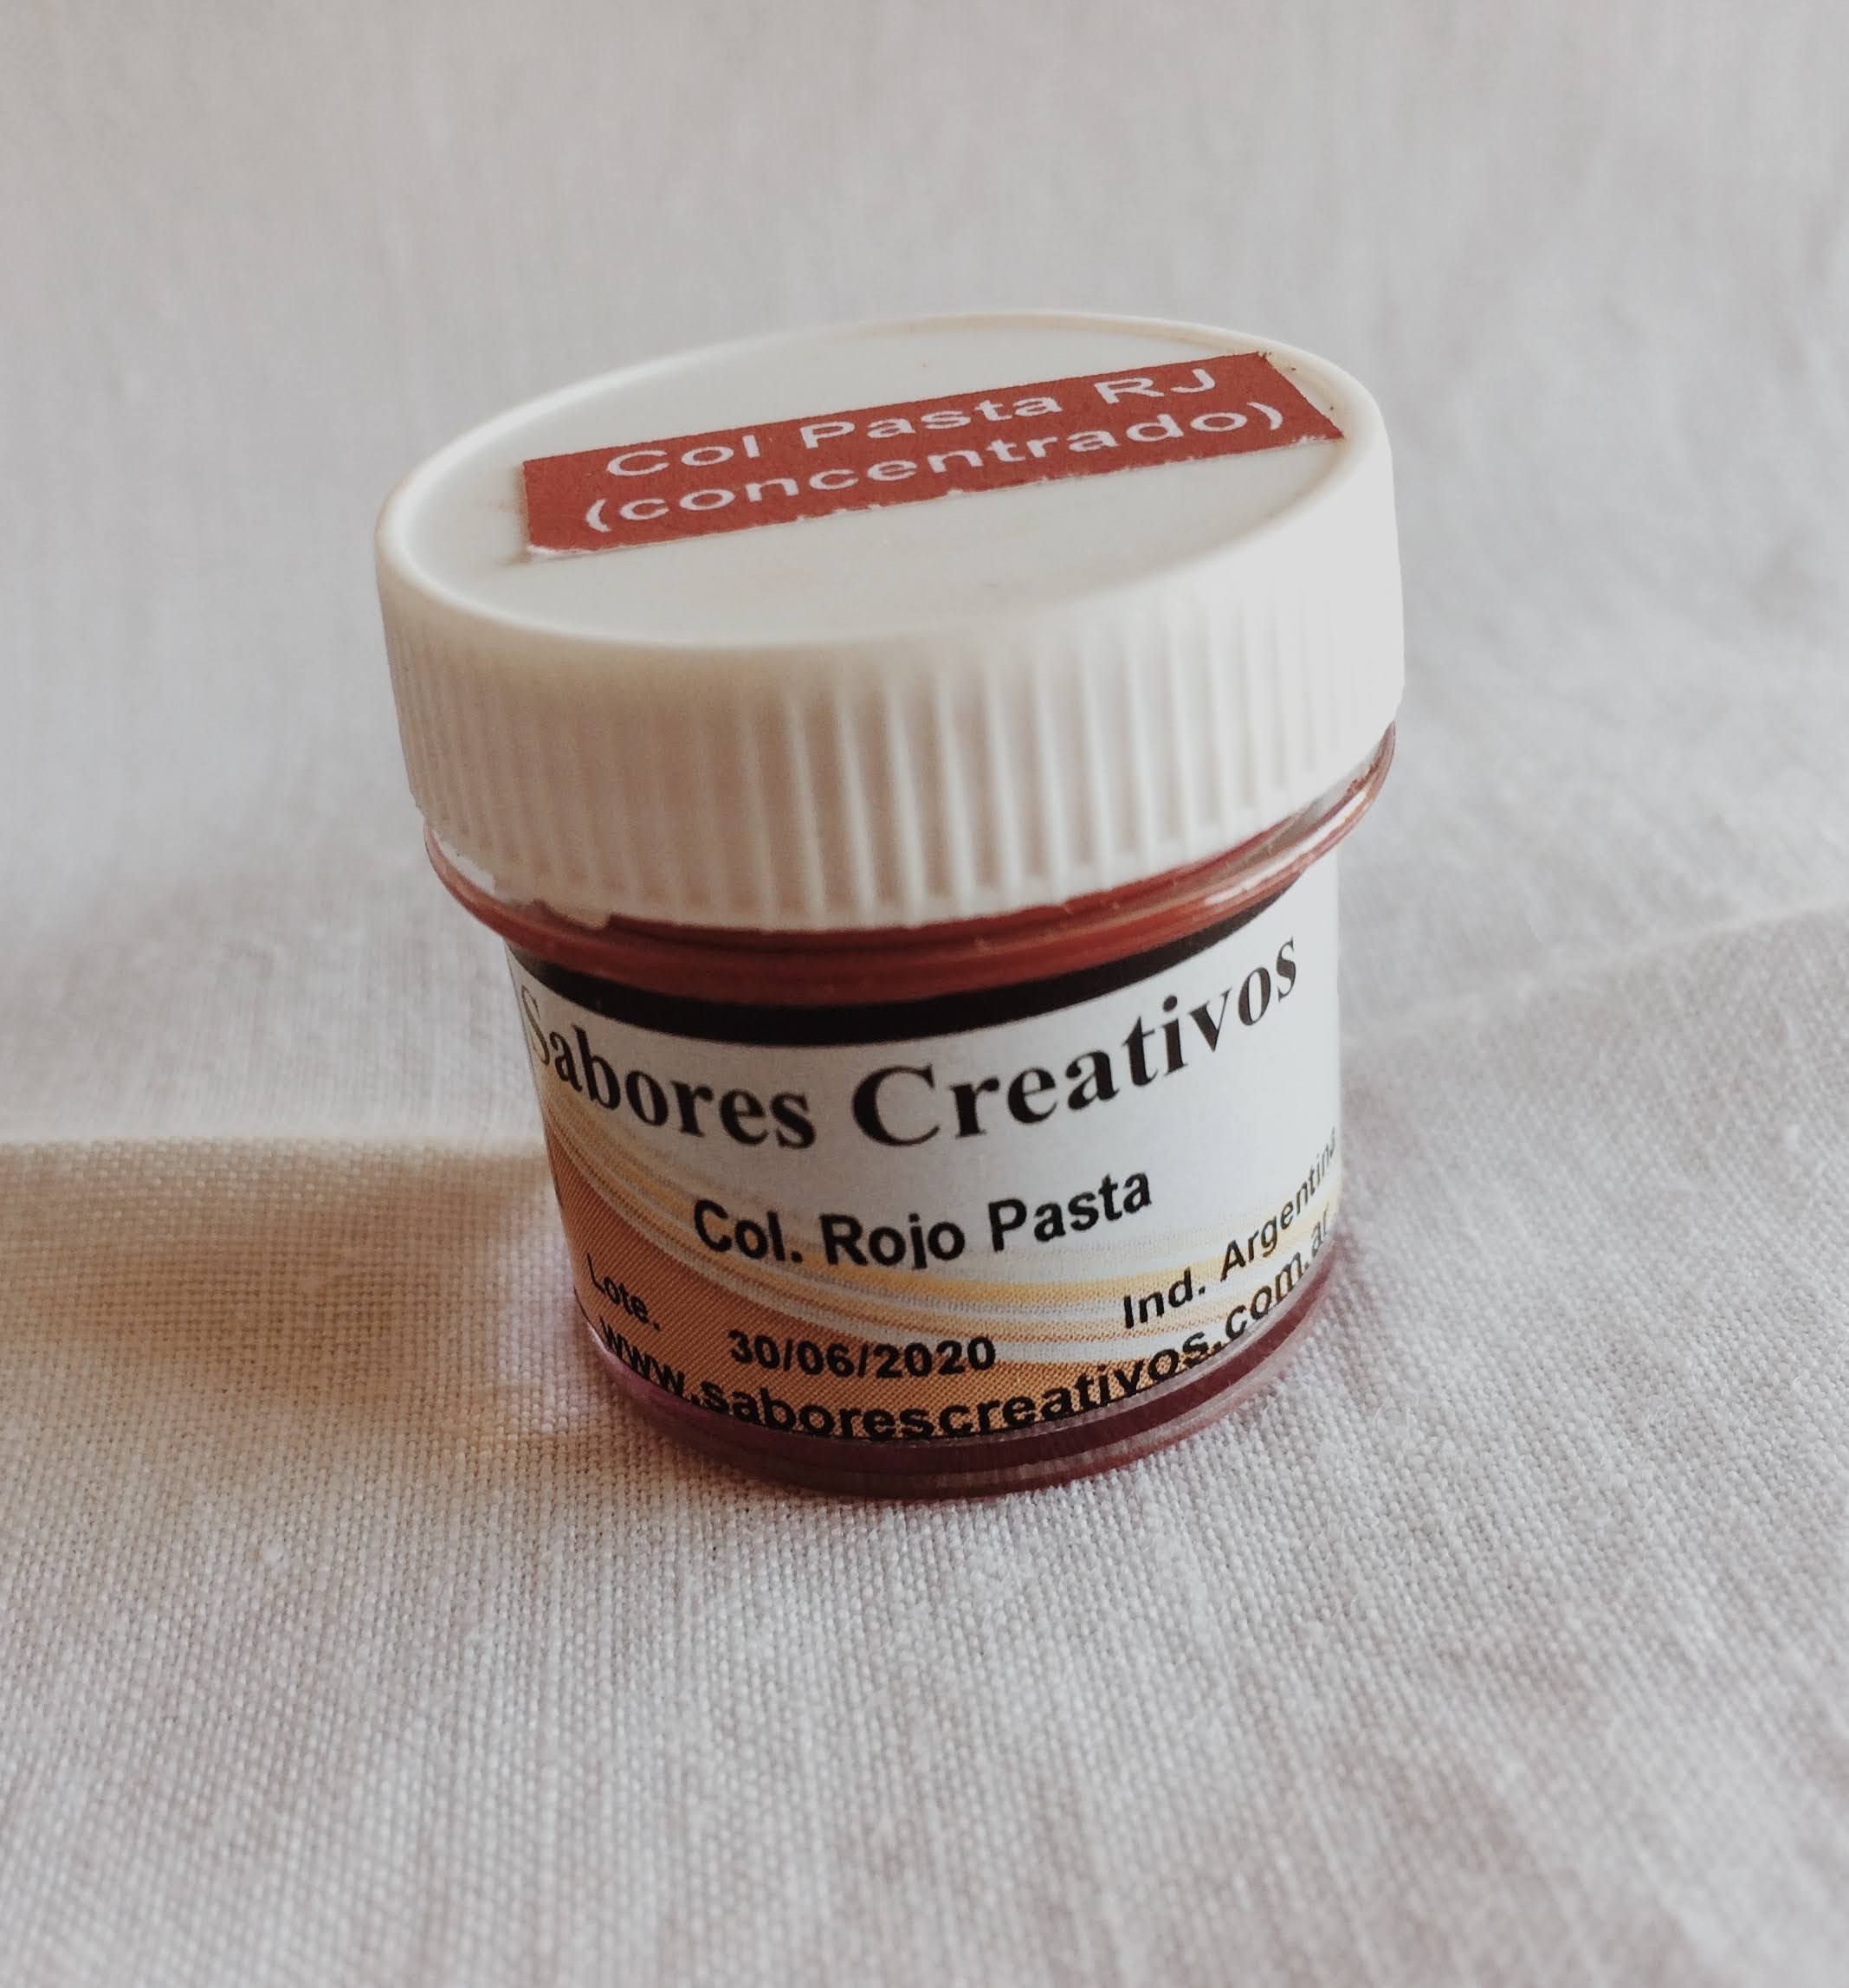 Col Pasta RJ
(concentrado)
Sabores Creativos
Col. Rojo Pasta
Ind. Argentina
Lote.
30/06/2020
www.saborescreativos.com.ar